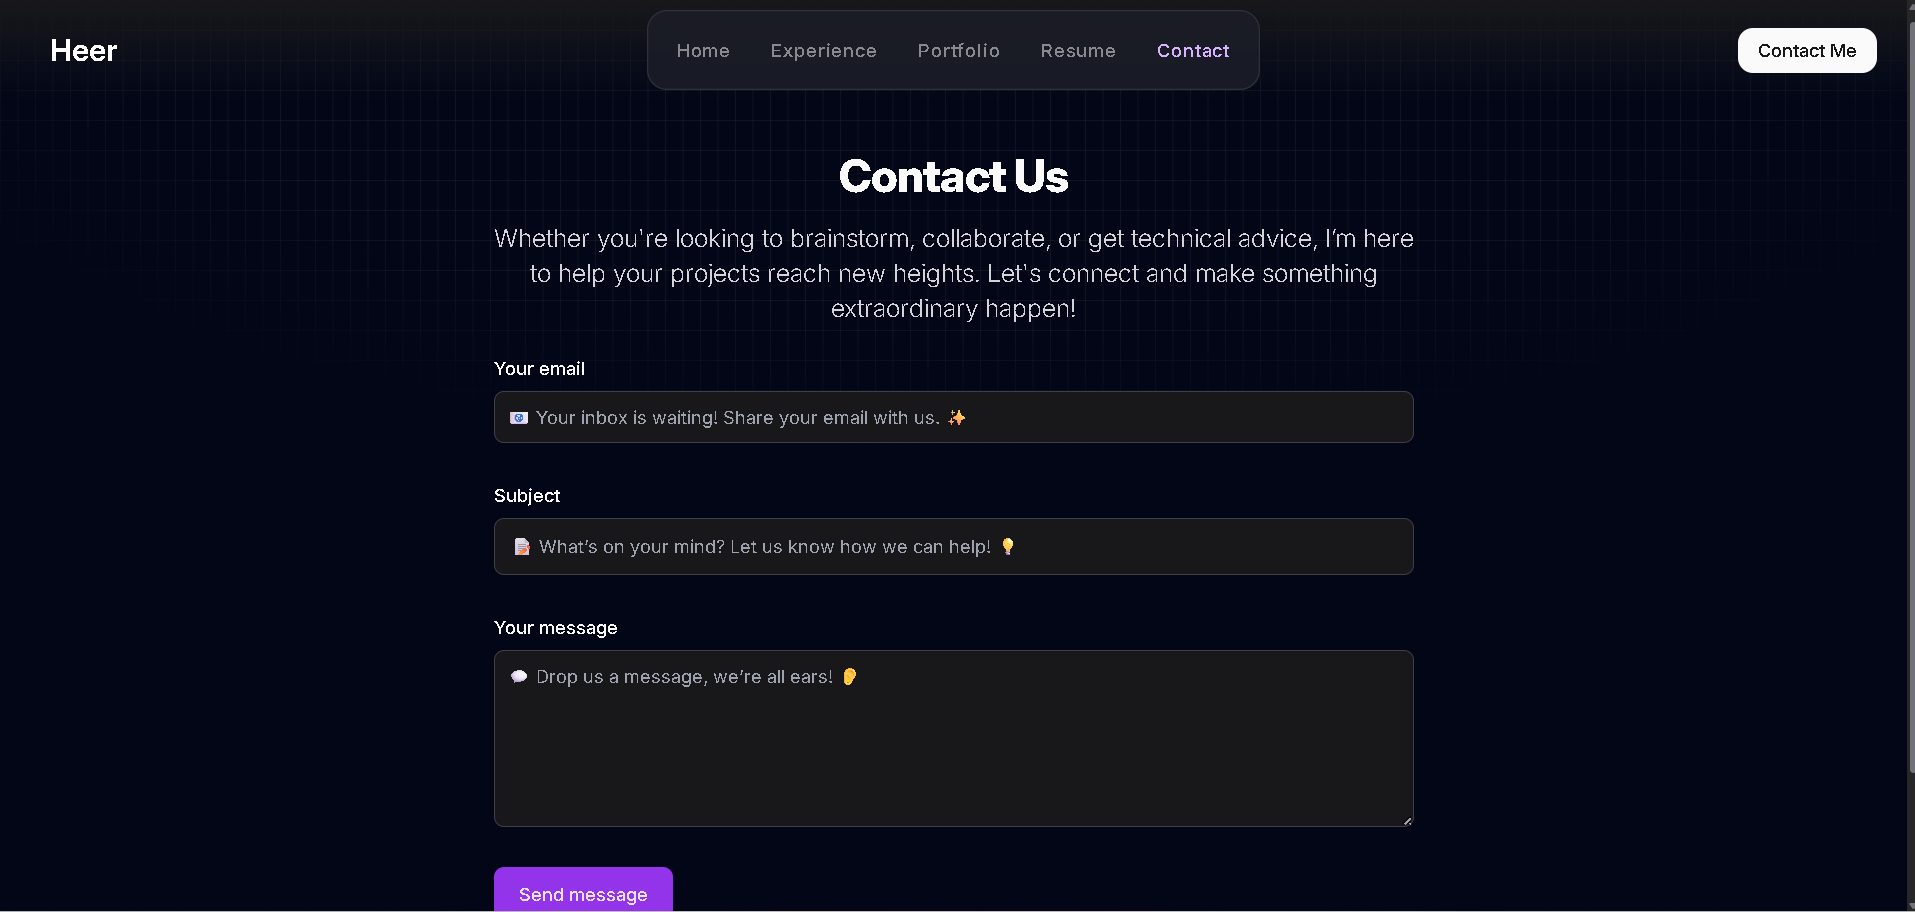 Heer
Home
Experience
Portfolio
Resume
Contact
Contact Me
Contact Us
Whether you're looking to brainstorm, collaborate, or get technical advice, I’m here
to help your projects reach new heights. Let's connect and make something
extraordinary happen!
Your email
📧 Your inbox is waiting! Share your email with us. ✨
Subject
📝 What’s on your mind? Let us know how we can help! 💡
Your message
💬 Drop us a message, we’re all ears! 👂
Send message